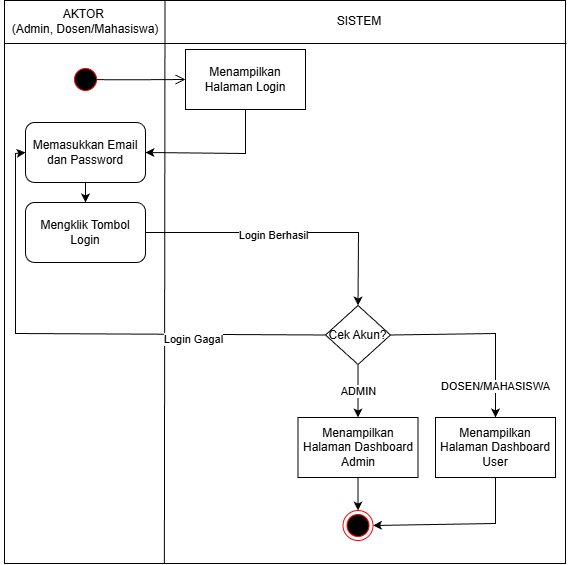 AKTOR
(Admin, Dosen/Mahasiswa)
SISTEM
Menampilkan
Halaman Login
Memasukkan Email
dan Password
Mengklik Tombol
Login
Login Berhasil
Cek Akun?
Login Gagal
ADMIN
DOSEN/MAHASISWA
Menampilkan
Halaman Dashboard
Admin
Menampilkan
Halaman Dashboard
User